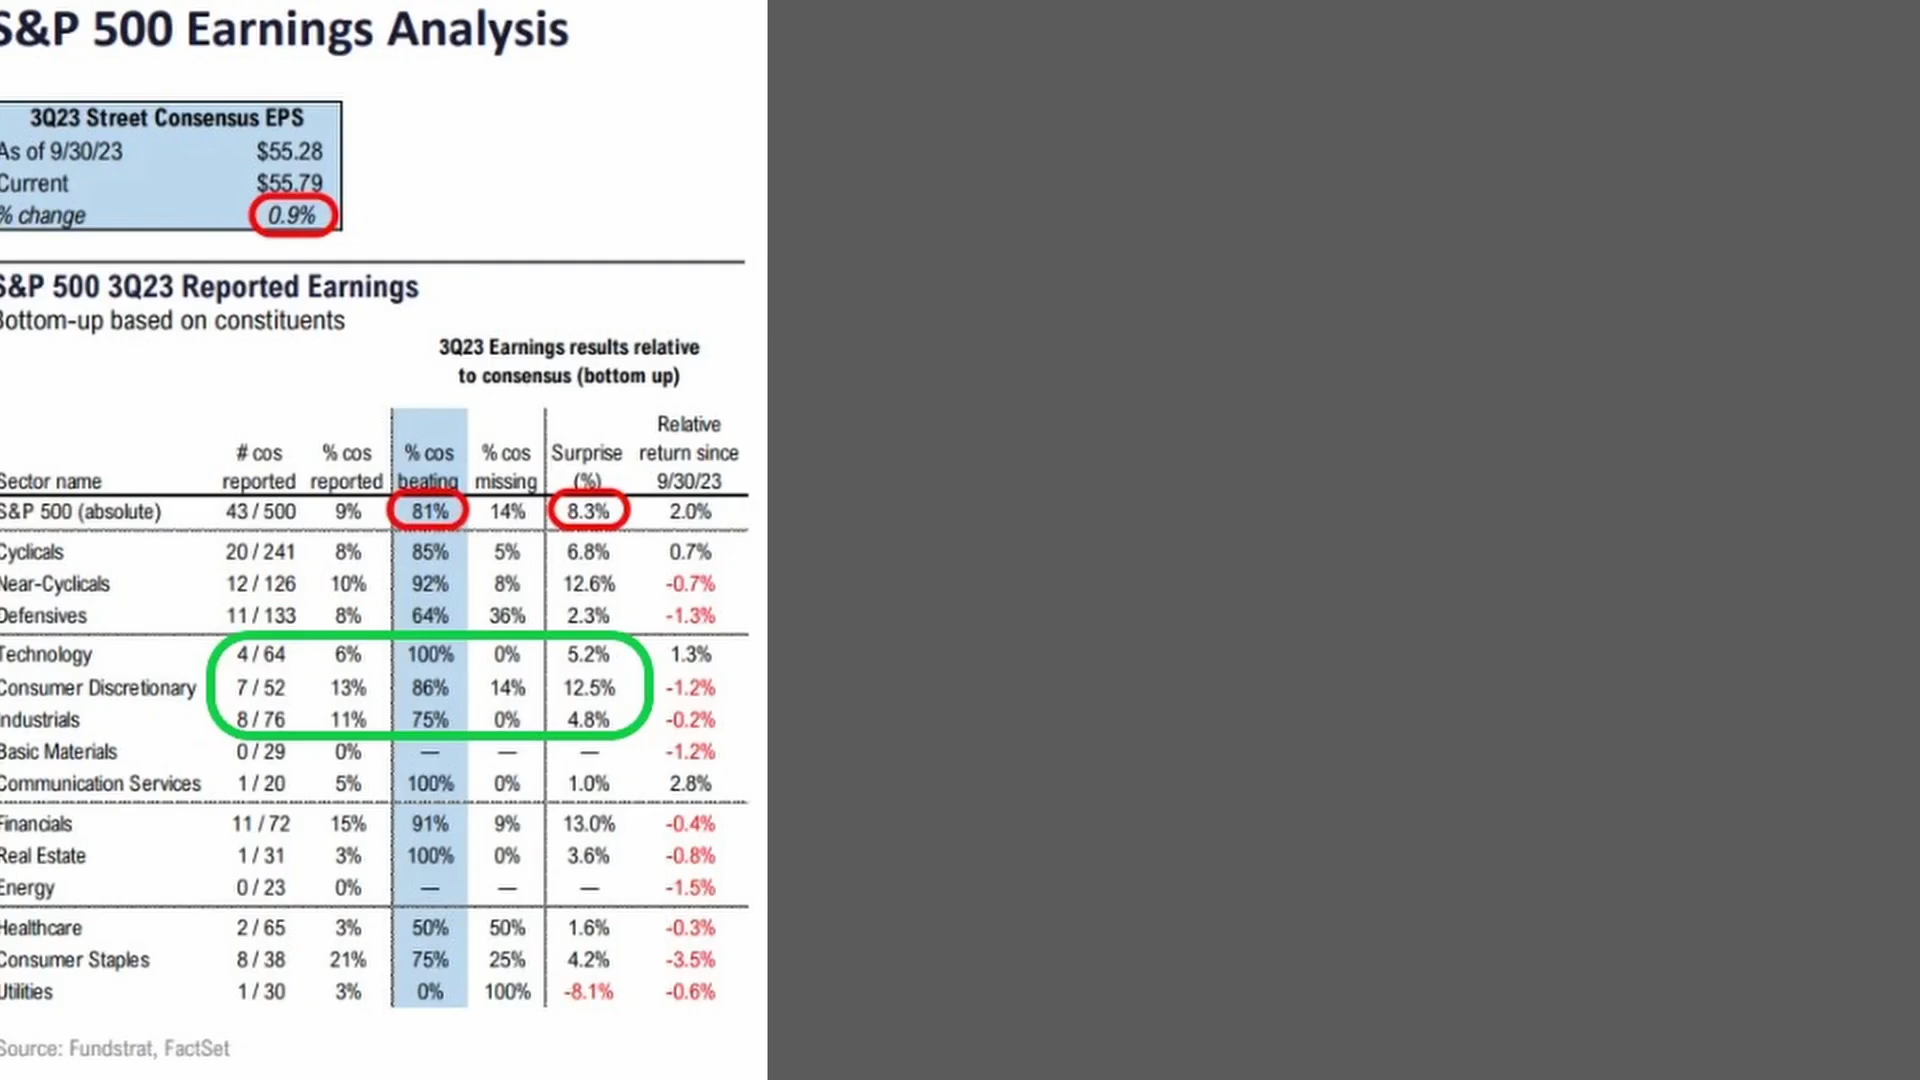 S&P 500 Earnings Analysis
3Q23 Street Consensus EPS
As of 9/30/23 $55.28
Current $55.79
% change 0.9%
S&P 500 3Q23 Reported Earnings
Bottom-up based on constituents
3Q23 Earnings results relative
to consensus (bottom up)
Relative
# cos % cos % cos % cos Surprise return since
Sector name reported reported beating missing (%) 9/30/23
S&P 500 (absolute) 43 / 500 9% 81% 14% 8.3% 2.0%
Cyclicals 20 / 241 8% 85% 5% 6.8% 0.7%
Near-Cyclicals 12 / 126 10% 92% 8% 12.6% -0.7%
Defensives 11 / 133 8% 64% 36% 2.3% -1.3%
Technology 4 / 64 6% 100% 0% 5.2% 1.3%
Consumer Discretionary 7 / 52 13% 86% 14% 12.5% -1.2%
Industrials 8 / 76 11% 75% 0% 4.8% -0.2%
Basic Materials 0 / 29 0% — — — -1.2%
Communication Services 1 / 20 5% 100% 0% 1.0% 2.8%
Financials 11 / 72 15% 91% 9% 13.0% -0.4%
Real Estate 1 / 31 3% 100% 0% 3.6% -0.8%
Energy 0 / 23 0% — — — -1.5%
Healthcare 2 / 65 3% 50% 50% 1.6% -0.3%
Consumer Staples 8 / 38 21% 75% 25% 4.2% -3.5%
Utilities 1 / 30 3% 0% 100% -8.1% -0.6%
Source: Fundstrat, FactSet